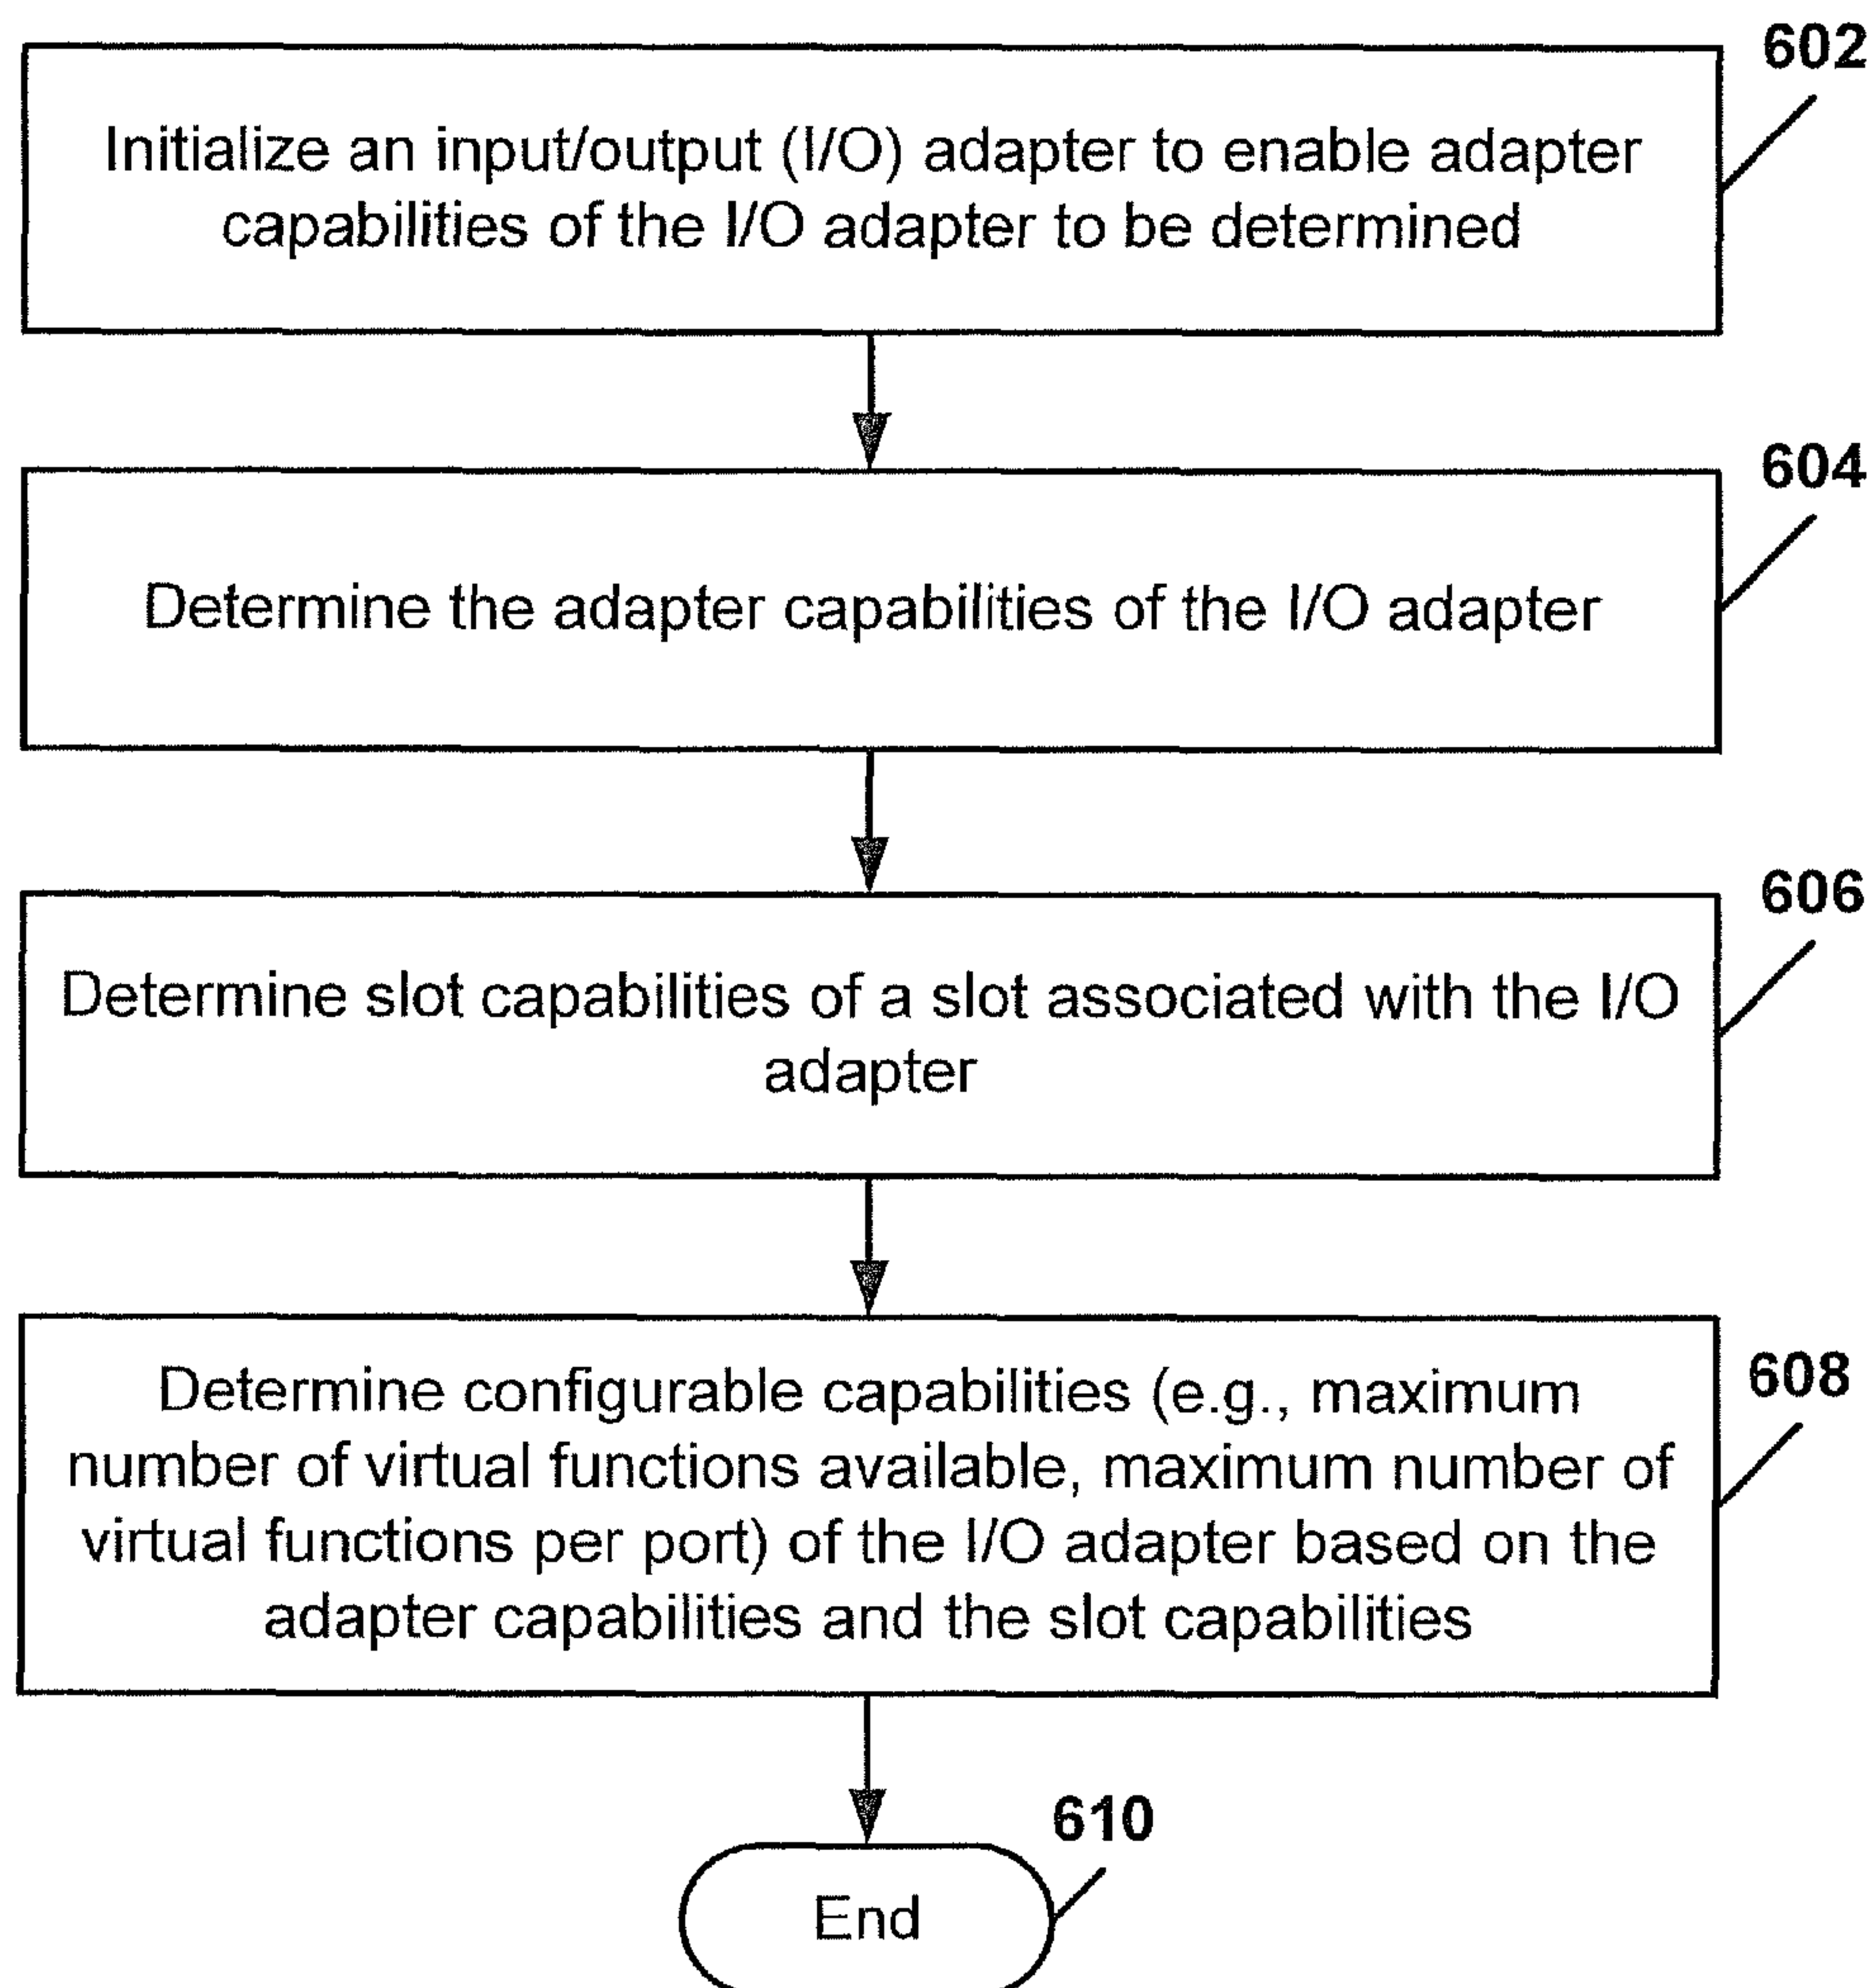 602
Initialize an input/output (I/O) adapter to enable adapter
capabilities of the I/O adapter to be determined
604
Determine the adapter capabilities of the I/O adapter
606
Determine slot capabilities of a slot associated with the I/O
adapter
608
Determine configurable capabilities (e.g., maximum
number of virtual functions available, maximum number of
virtual functions per port) of the I/O adapter based on the
adapter capabilities and the slot capabilities
610
End